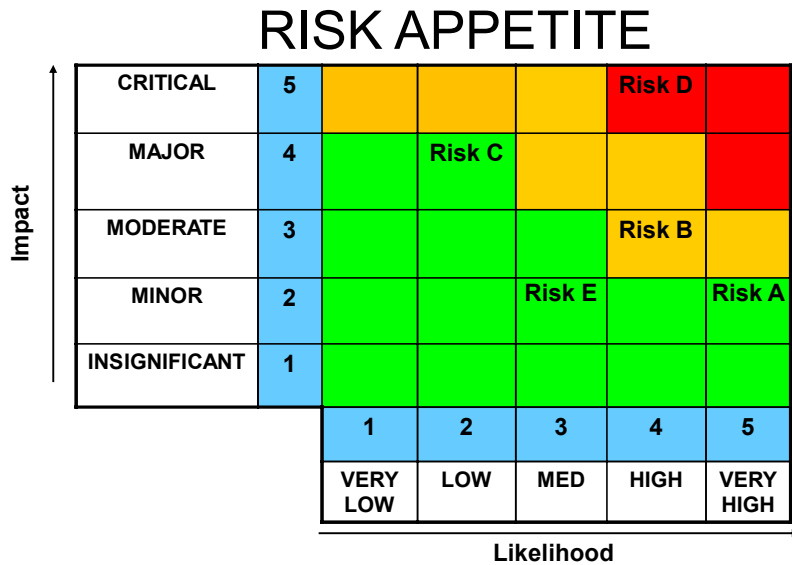 RISK APPETITE
CRITICAL 5 Risk D
MAJOR 4 Risk C
MODERATE 3 Risk B
MINOR 2 Risk E Risk A
INSIGNIFICANT 1
Impact
1 2 3 4 5
VERY LOW MED HIGH VERY
LOW HIGH
Likelihood